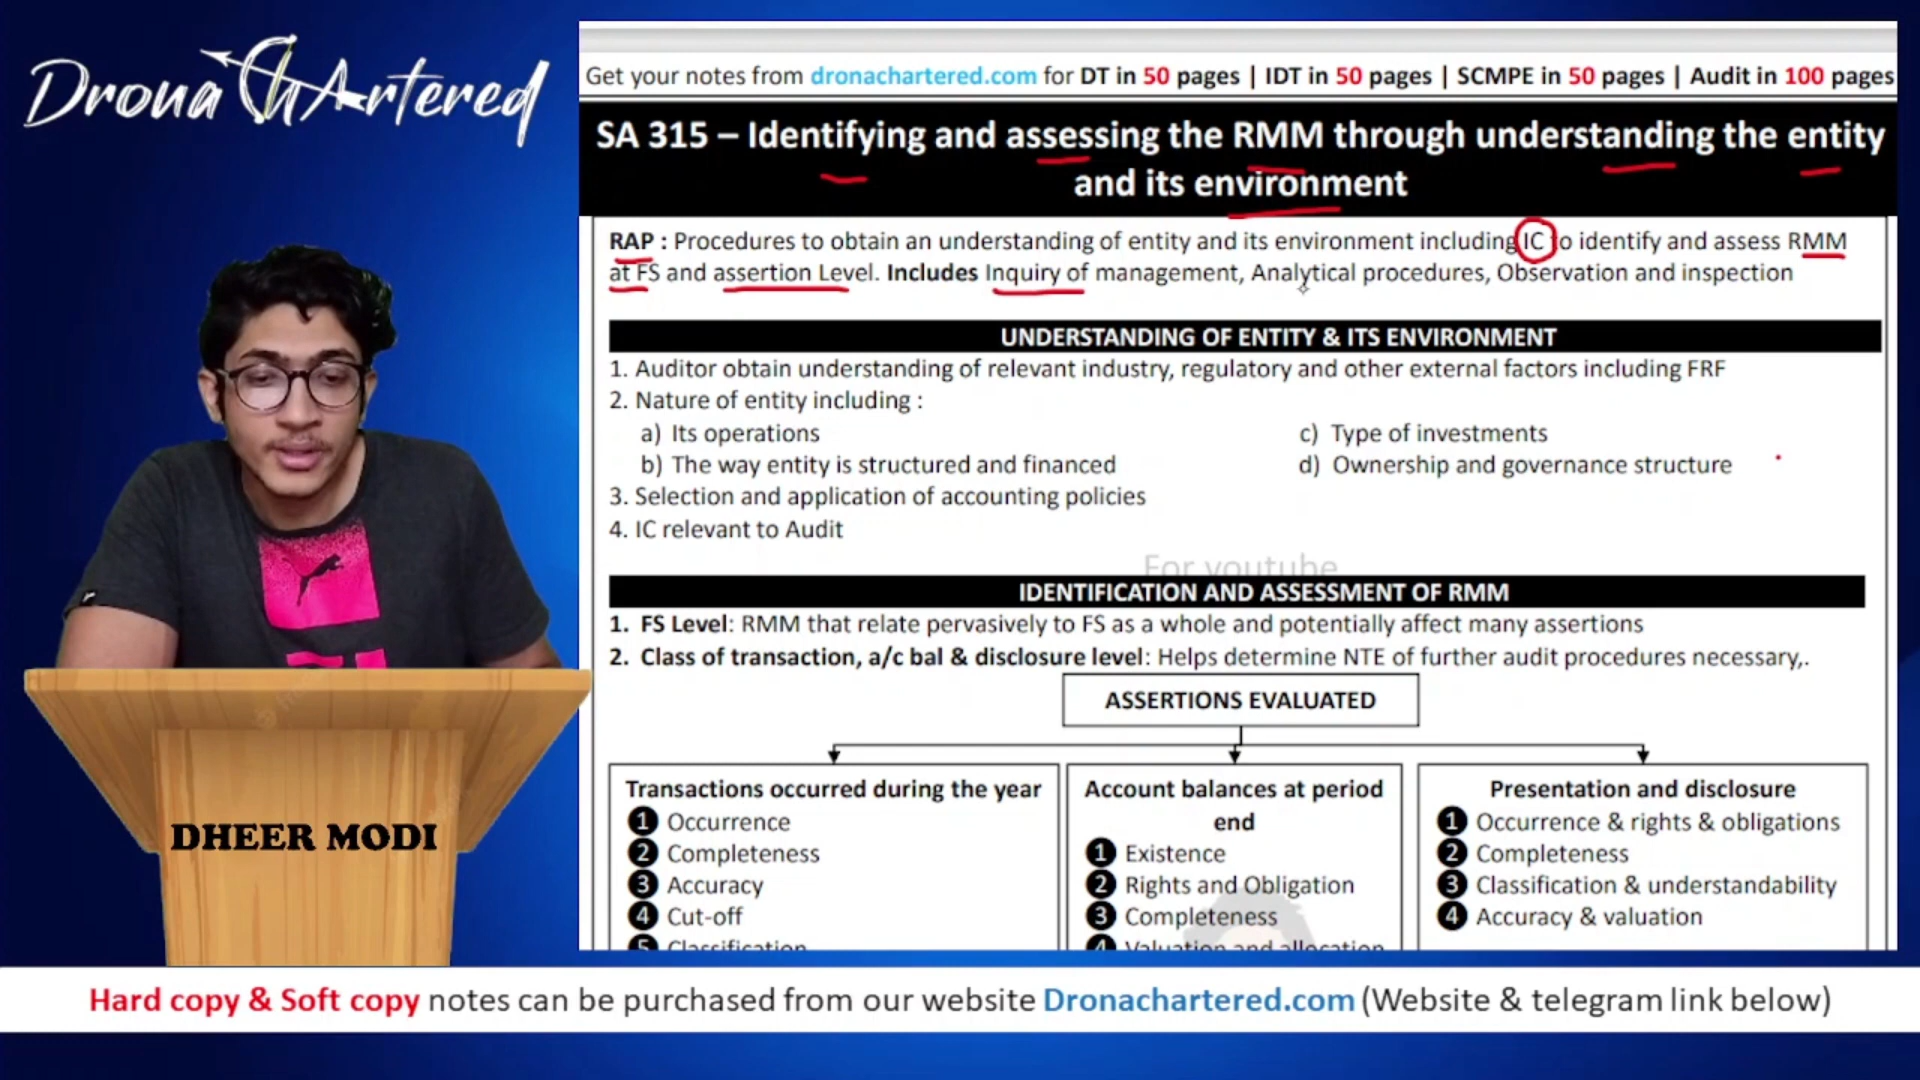 Drona Chartered
Get your notes from dronachartered.com for DT in 50 pages | IDT in 50 pages | SCMPE in 50 pages | Audit in 100 pages
SA 315 – Identifying and assessing the RMM through understanding the entity
and its environment
RAP : Procedures to obtain an understanding of entity and its environment including IC to identify and assess RMM
at FS and assertion Level. Includes Inquiry of management, Analytical procedures, Observation and inspection
UNDERSTANDING OF ENTITY & ITS ENVIRONMENT
1. Auditor obtain understanding of relevant industry, regulatory and other external factors including FRF
2. Nature of entity including :
a) Its operations
b) The way entity is structured and financed
c) Type of investments
d) Ownership and governance structure
3. Selection and application of accounting policies
4. IC relevant to Audit
For youtube
IDENTIFICATION AND ASSESSMENT OF RMM
1. FS Level: RMM that relate pervasively to FS as a whole and potentially affect many assertions
2. Class of transaction, a/c bal & disclosure level: Helps determine NTE of further audit procedures necessary,.
ASSERTIONS EVALUATED
Transactions occurred during the year
1 Occurrence
2 Completeness
3 Accuracy
4 Cut-off
5 Classification
Account balances at period
end
1 Existence
2 Rights and Obligation
3 Completeness
4 Valuation and allocation
Presentation and disclosure
1 Occurrence & rights & obligations
2 Completeness
3 Classification & understandability
4 Accuracy & valuation
DHEER MODI
Hard copy & Soft copy notes can be purchased from our website Dronachartered.com (Website & telegram link below)